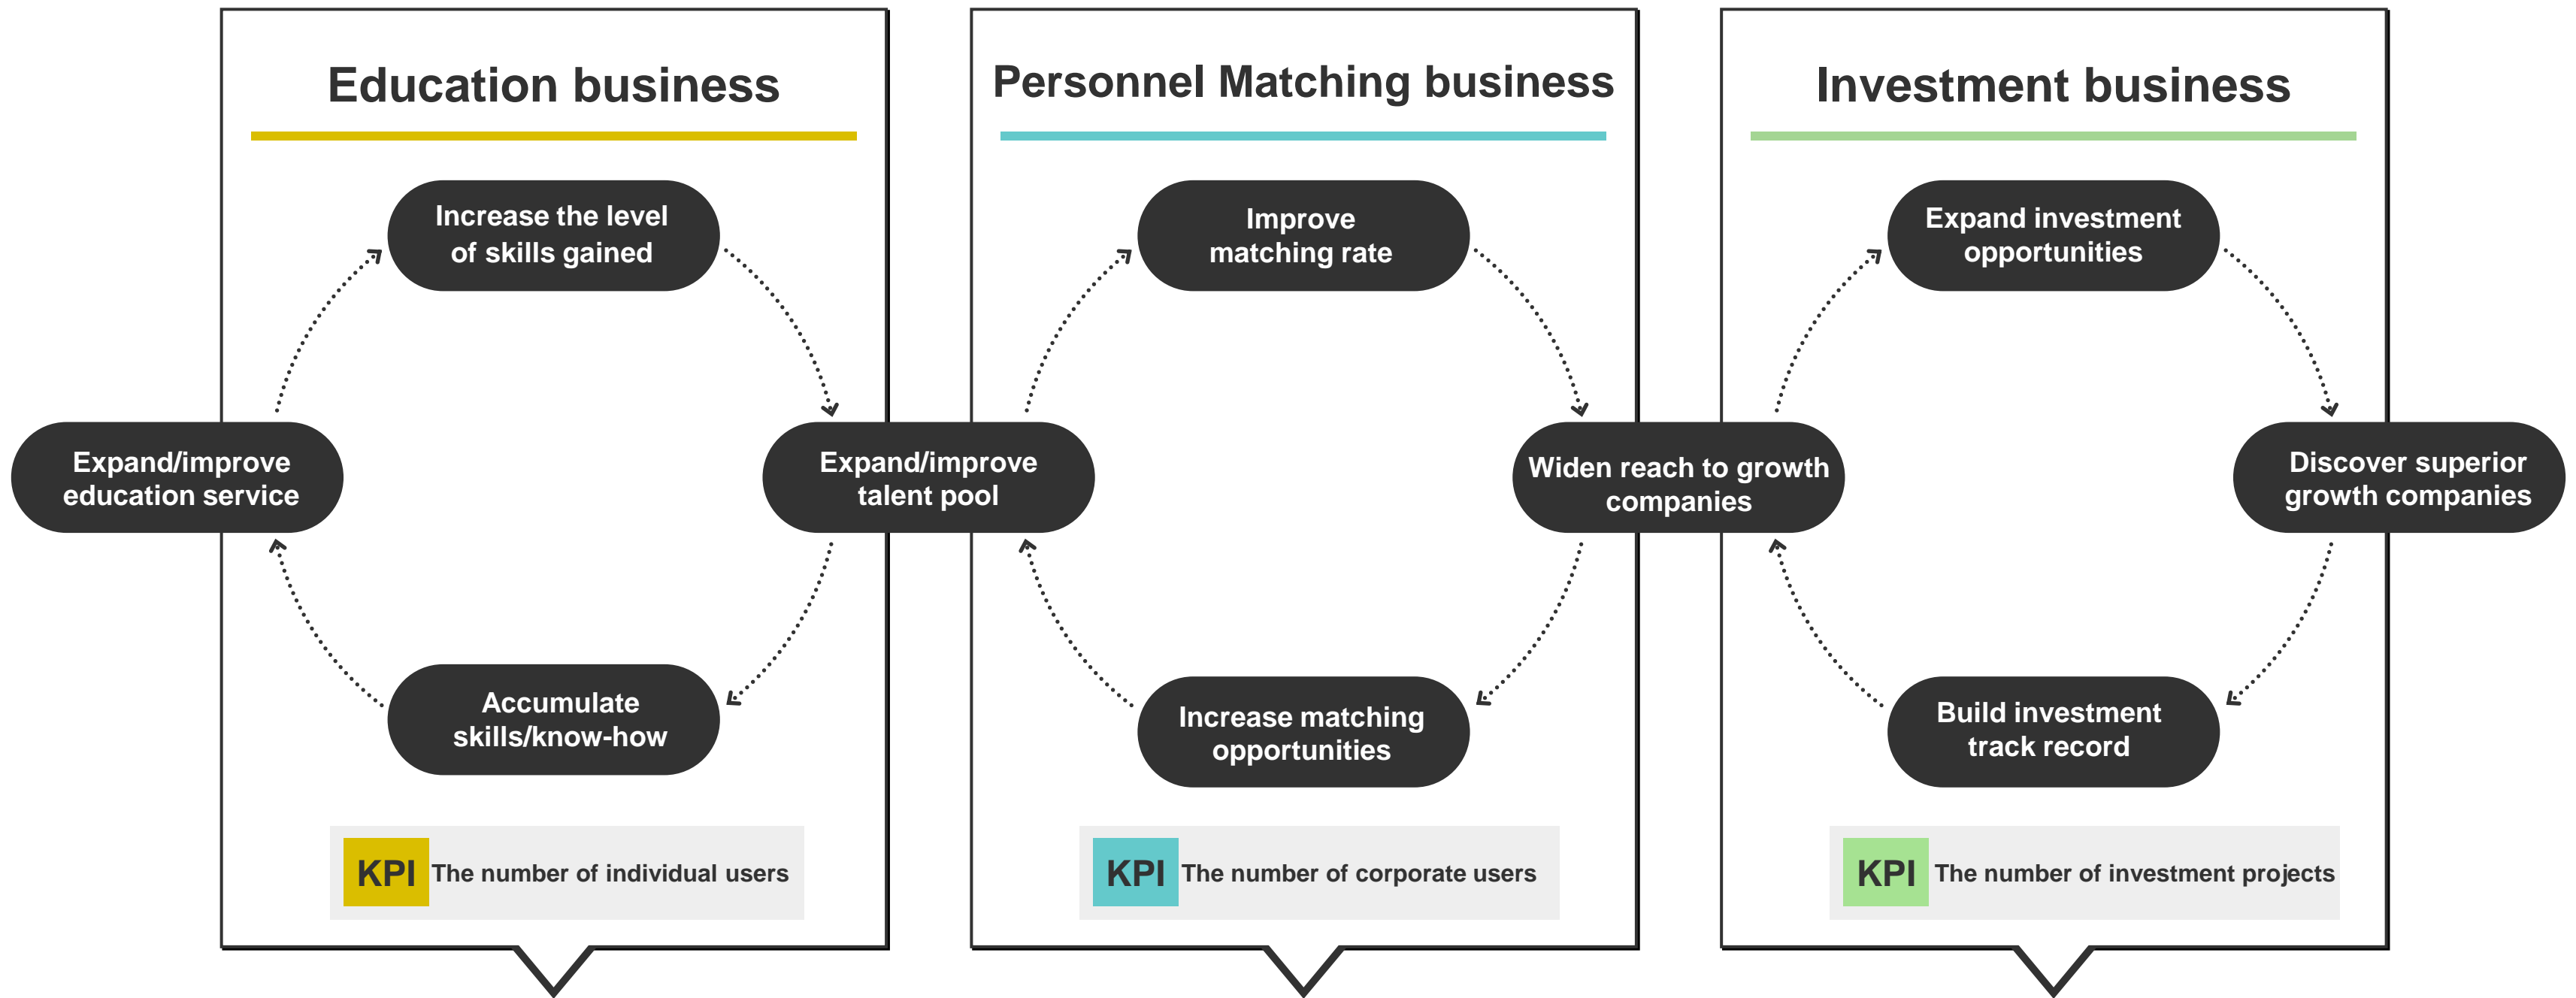 Education business
Personnel Matching business
Investment business
Increase the level
of skills gained
Improve
matching rate
Expand investment
opportunities
Expand/improve
education service
Expand/improve
talent pool
Widen reach to growth
companies
Discover superior
growth companies
Accumulate
skills/know-how
Increase matching
opportunities
Build investment
track record
KPI The number of individual users
KPI The number of corporate users
KPI The number of investment projects